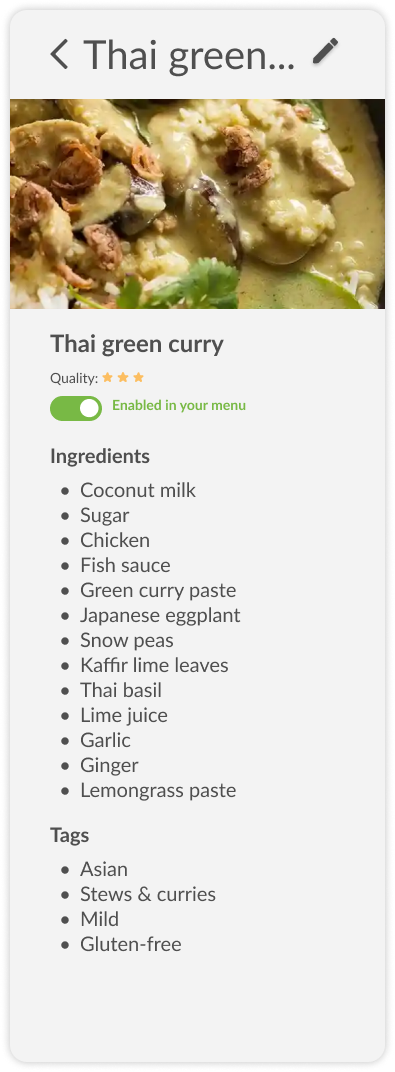 Thai green...
Thai green curry
Quality:
Enabled in your menu
Ingredients
Coconut milk
Sugar
Chicken
Fish sauce
Green curry paste
Japanese eggplant
Snow peas
Kaffir lime leaves
Thai basil
Lime juice
Garlic
Ginger
Lemongrass paste
Tags
Asian
Stews & curries
Mild
Gluten-free